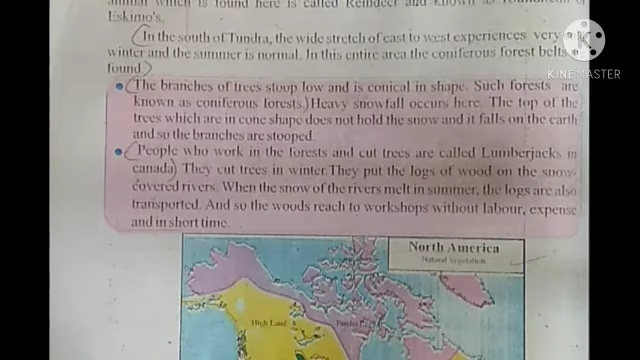 animal which is found here is called Reindeer and known as
Eskimo's.
(In the south of Tundra, the wide stretch of east to west experiences very
winter and the summer is normal. In this entire area the coniferous forest belts
found.)
• (The branches of trees stoop low and is conical in shape. Such forests are
known as coniferous forests.) Heavy snowfall occurs here. The top of the
trees which are in cone shape does not hold the snow and it falls on the earth
and so the branches are stooped.
• (People who work in the forests and cut trees are called Lumberjacks in
canada) They cut trees in winter. They put the logs of wood on the snow-
covered rivers. When the snow of the rivers melt in summer, the logs are also
transported. And so the woods reach to workshops without labour, expense
and in short time.
North America
Natural Vegetation
High Land
Tundra
KINEMASTER